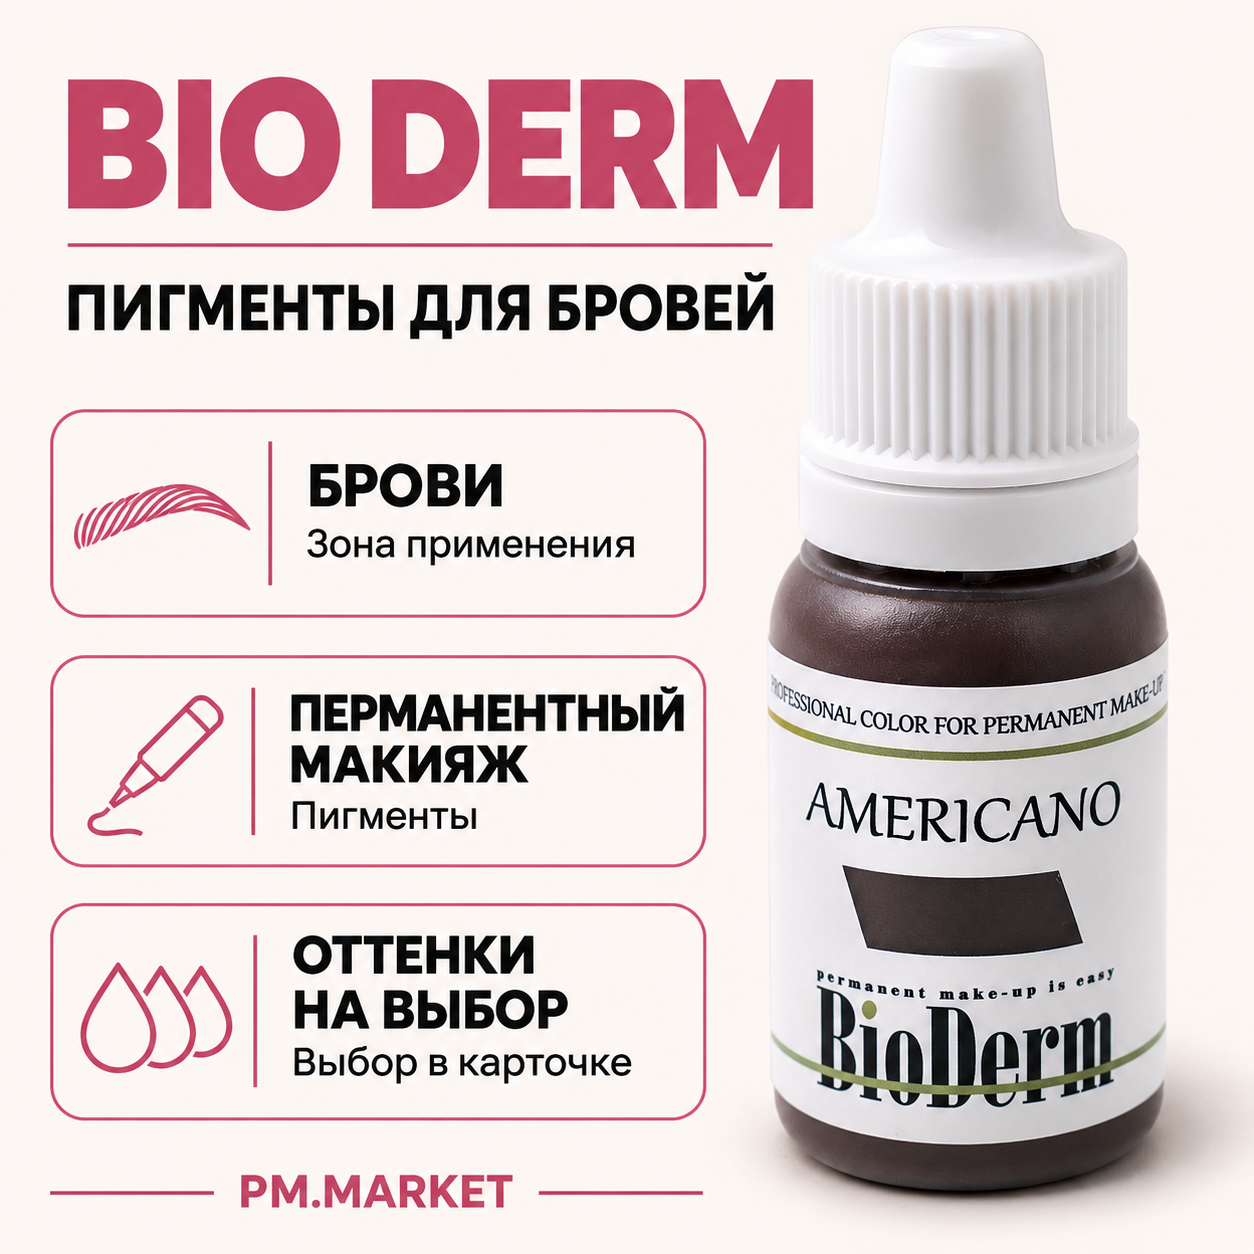 BIO DERM
ПИГМЕНТЫ ДЛЯ БРОВЕЙ
БРОВИ
Зона применения
ПЕРМАНЕНТНЫЙ
МАКИЯЖ
Пигменты
ОТТЕНКИ
НА ВЫБОР
Выбор в карточке
PM.MARKET
PROFESSIONAL COLOR FOR PERMANENT MAKE-UP
AMERICANO
permanent make-up is easy
BioDerm